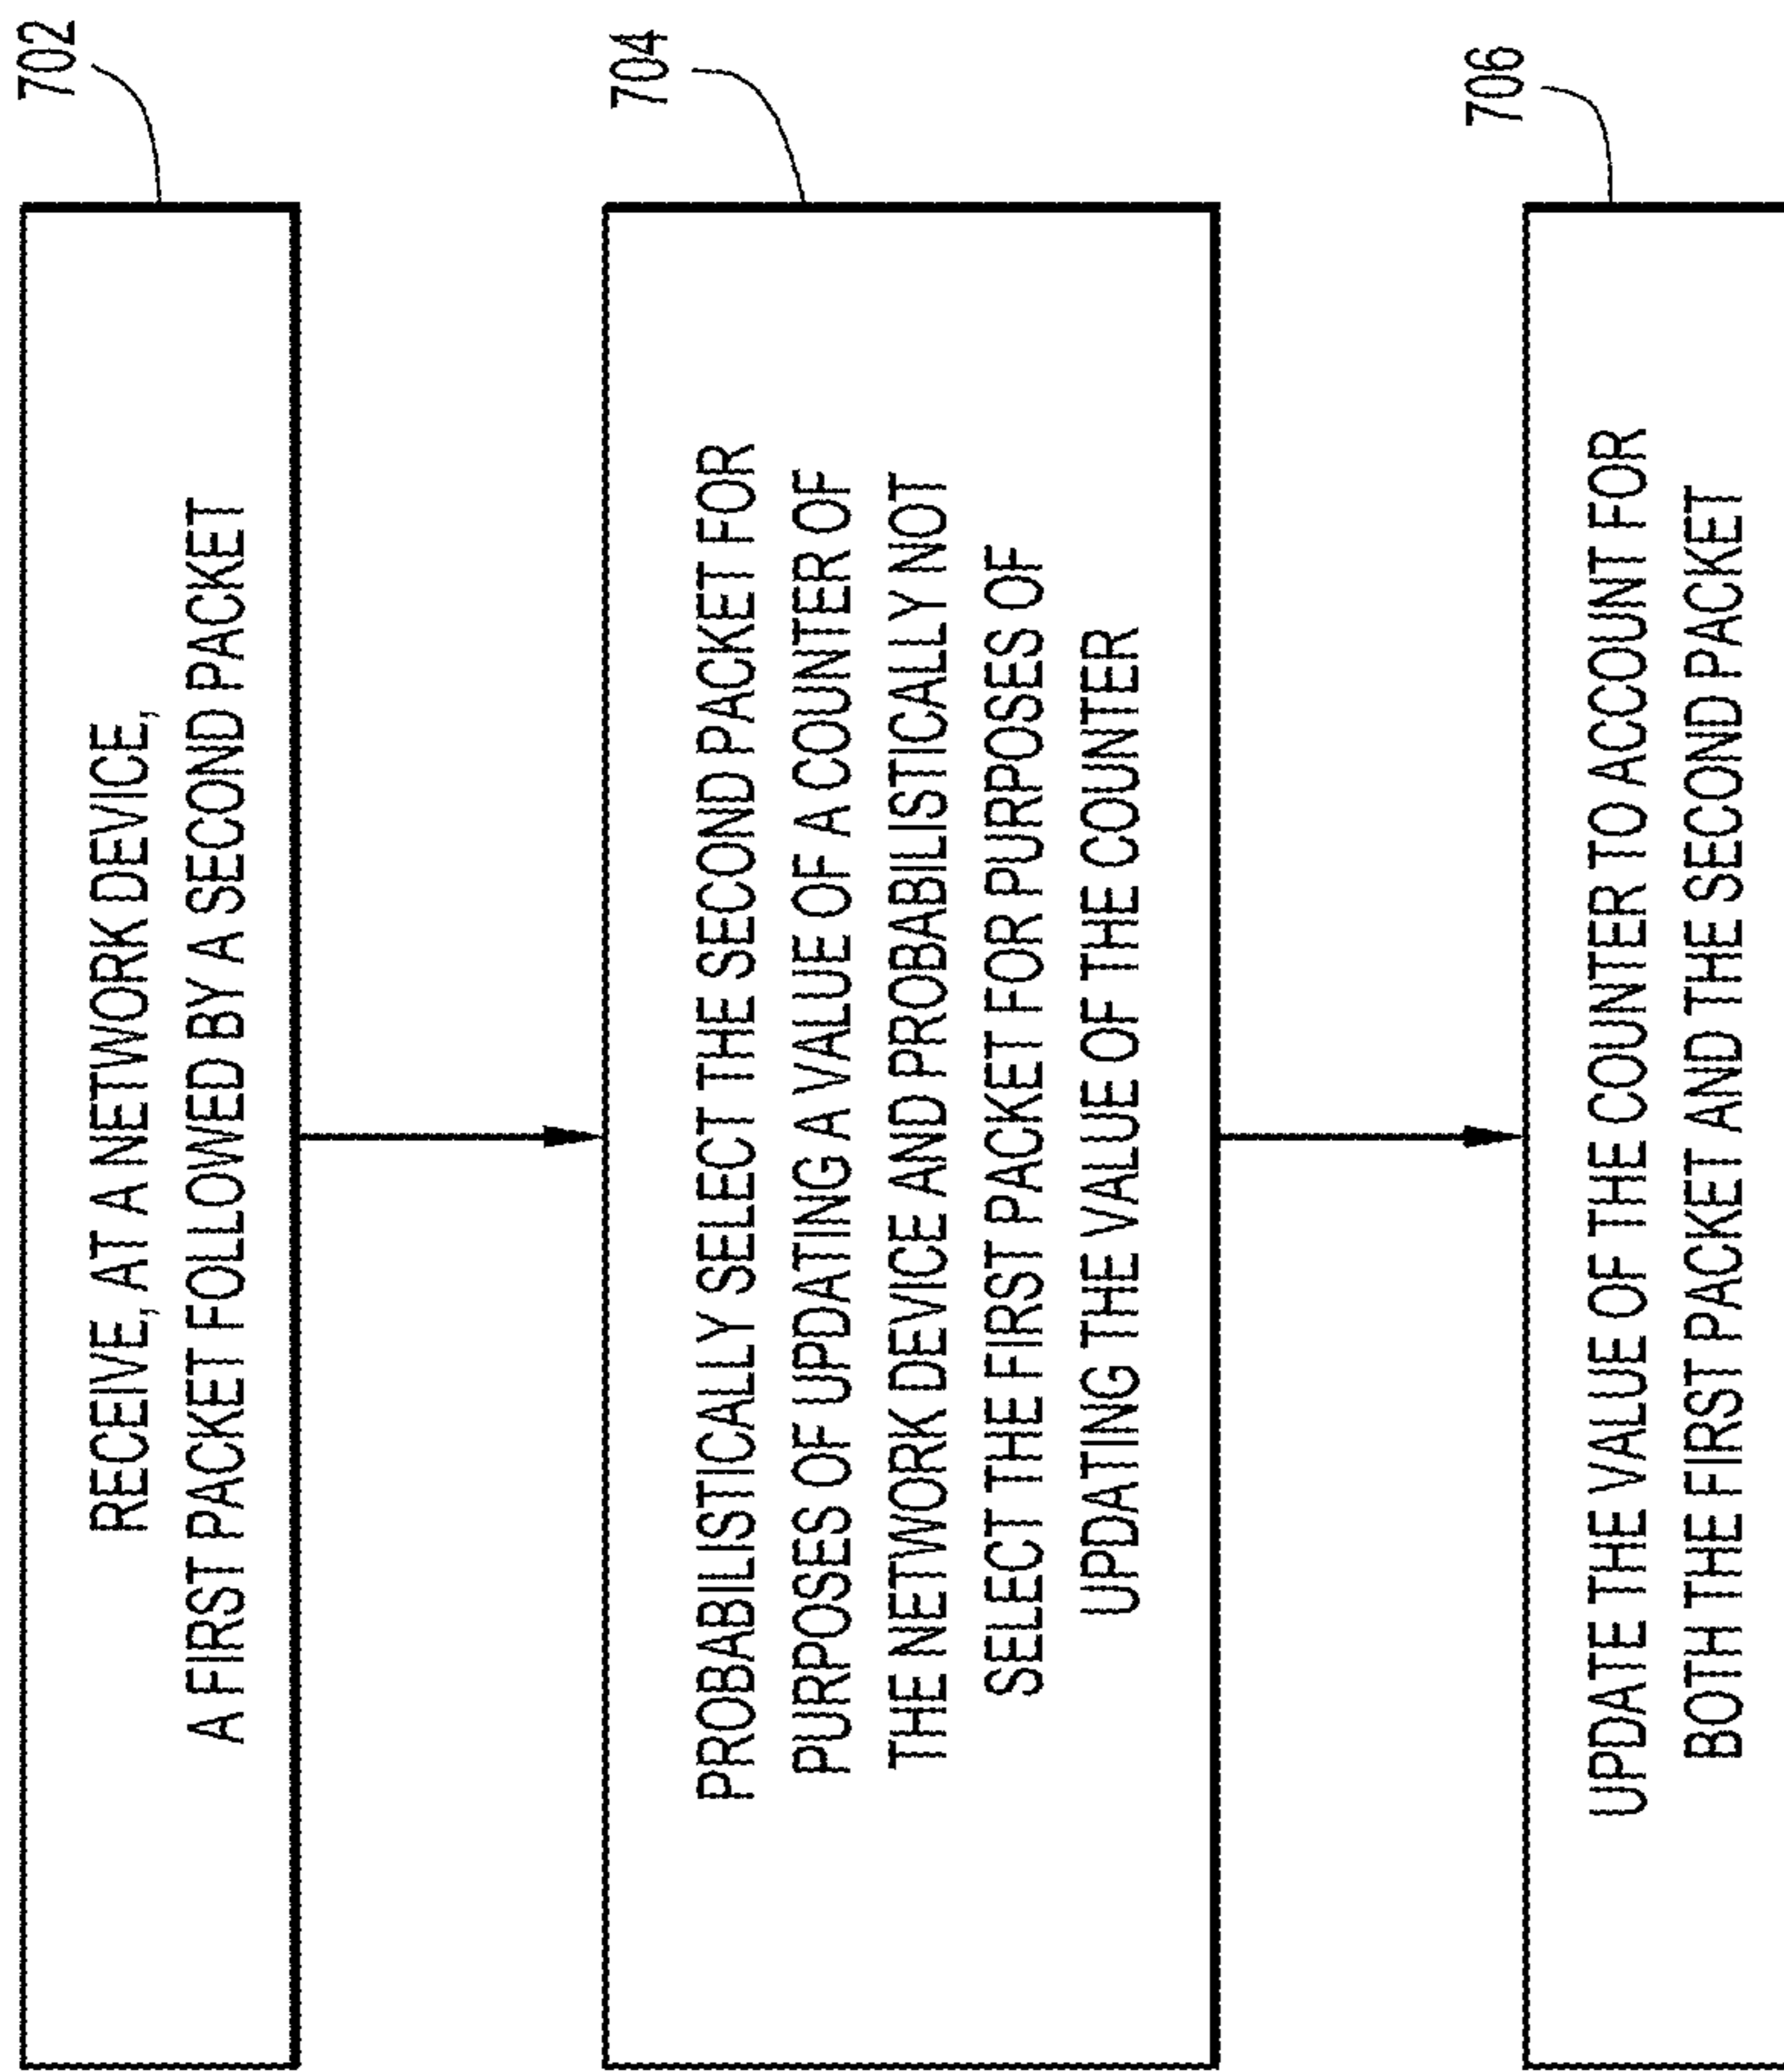 702
RECEIVE, AT A NETWORK DEVICE,
A FIRST PACKET FOLLOWED BY A SECOND PACKET
704
PROBABILISTICALLY SELECT THE SECOND PACKET FOR
PURPOSES OF UPDATING A VALUE OF A COUNTER OF
THE NETWORK DEVICE AND PROBABILISTICALLY NOT
SELECT THE FIRST PACKET FOR PURPOSES OF
UPDATING THE VALUE OF THE COUNTER
706
UPDATE THE VALUE OF THE COUNTER TO ACCOUNT FOR
BOTH THE FIRST PACKET AND THE SECOND PACKET